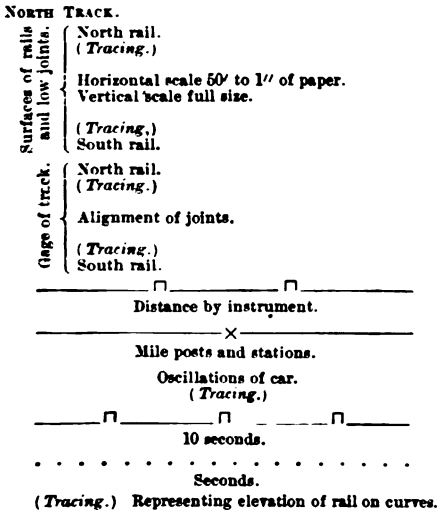 NORTH TRACK.
Surfaces of rails
and low joints.
North rail.
(Tracing.)
Horizontal scale 50′ to 1″ of paper.
Vertical scale full size.
(Tracing,)
South rail.
Gage of track.
North rail.
(Tracing.)
Alignment of joints.
(Tracing.)
South rail.
Distance by instrument.
Mile posts and stations.
Oscillations of car.
(Tracing.)
10 seconds.
Seconds.
(Tracing.) Representing elevation of rail on curves.